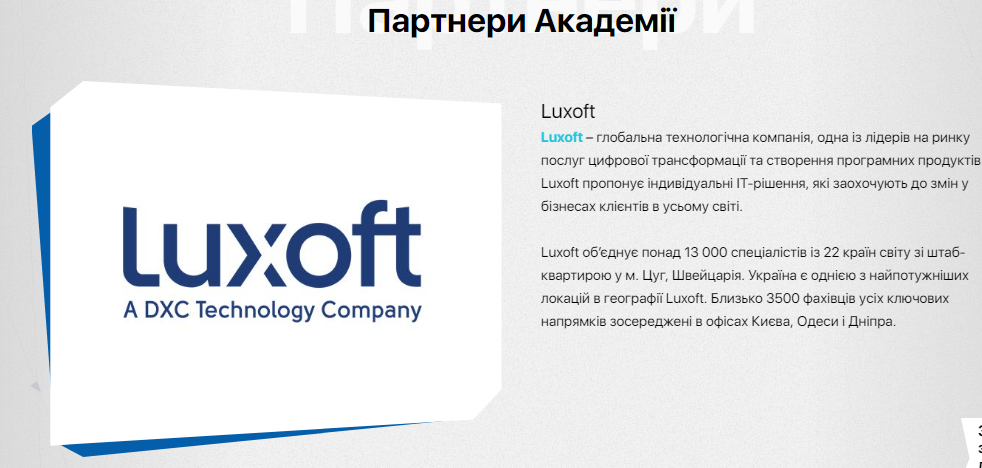 Партнери
Партнери Академії
Luxoft
A DXC Technology Company
Luxoft
Luxoft – глобальна технологічна компанія, одна із лідерів на ринку
послуг цифрової трансформації та створення програмних продуктів
Luxoft пропонує індивідуальні ІТ-рішення, які заохочують до змін у
бізнесах клієнтів в усьому світі.
Luxoft об’єднує понад 13 000 спеціалістів із 22 країн світу зі штаб-
квартирою у м. Цуг, Швейцарія. Україна є однією з найпотужніших
локацій в географії Luxoft. Близько 3500 фахівців усіх ключових
напрямків зосереджені в офісах Києва, Одеси і Дніпра.